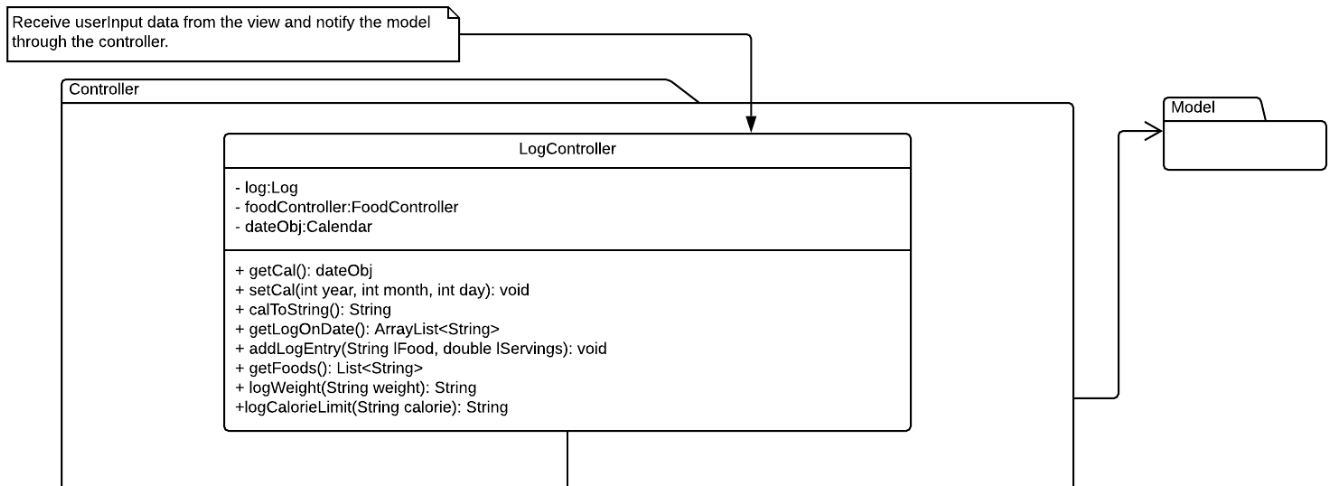 Receive userInput data from the view and notify the model
through the controller.
Controller
Model
LogController
- log:Log
- foodController:FoodController
- dateObj:Calendar
+ getCal(): dateObj
+ setCal(int year, int month, int day): void
+ calToString(): String
+ getLogOnDate(): ArrayList<String>
+ addLogEntry(String lFood, double lServings): void
+ getFoods(): List<String>
+ logWeight(String weight): String
+logCalorieLimit(String calorie): String